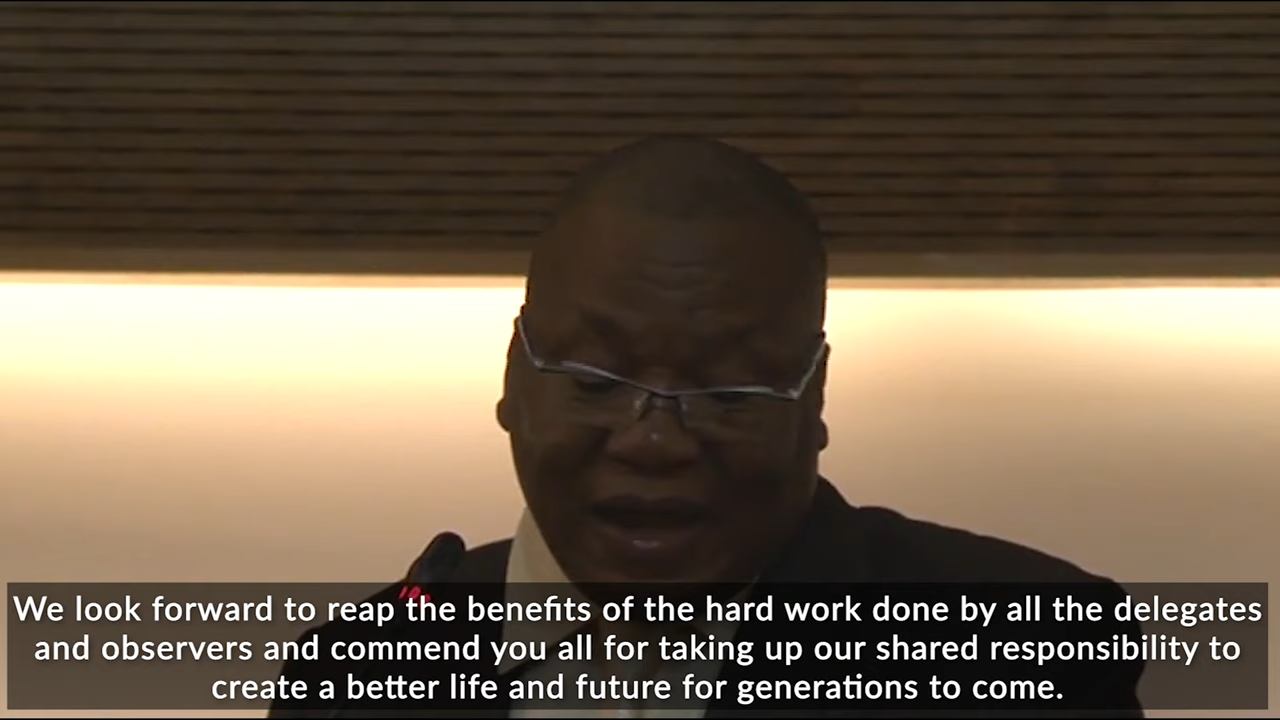 We look forward to reap the benefits of the hard work done by all the delegates
and observers and commend you all for taking up our shared responsibility to
create a better life and future for generations to come.